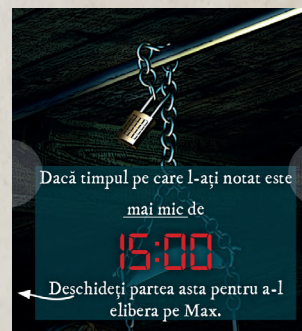 Dacă timpul pe care l-ați notat este
mai mic de
15:00
Deschideți partea asta pentru a-l
elibera pe Max.